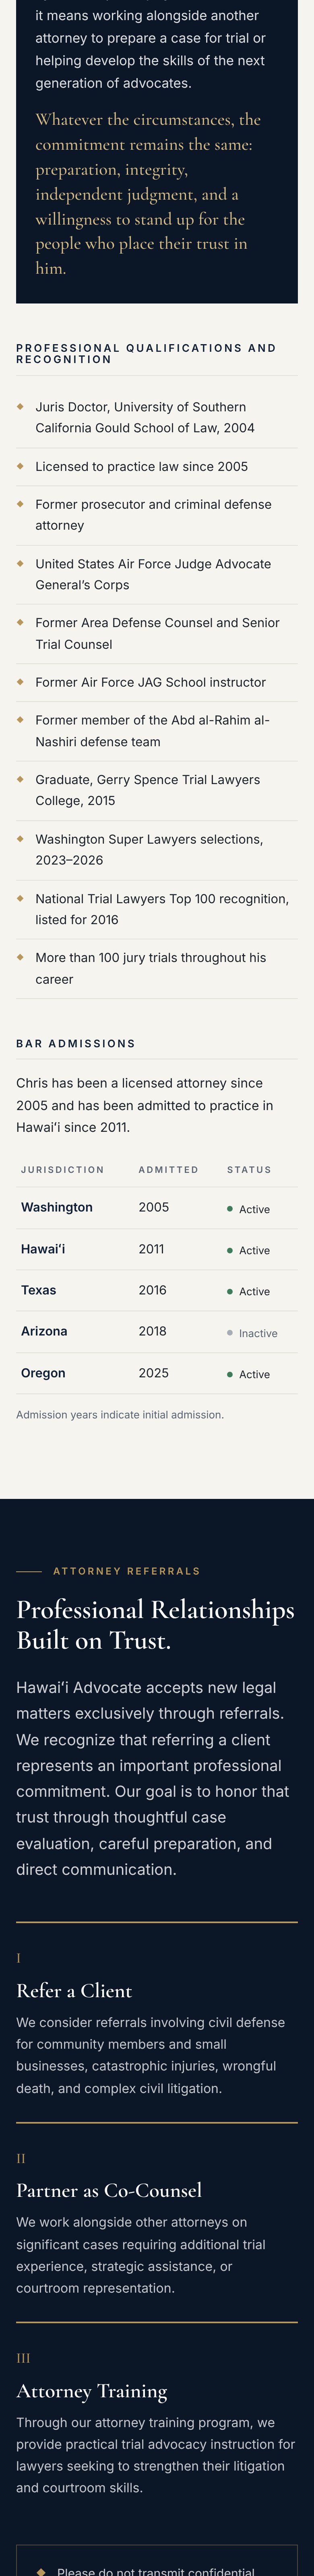 it means working alongside another
attorney to prepare a case for trial or
helping develop the skills of the next
generation of advocates.
Whatever the circumstances, the
commitment remains the same:
preparation, integrity,
independent judgment, and a
willingness to stand up for the
people who place their trust in
him.
PROFESSIONAL QUALIFICATIONS AND
RECOGNITION
Juris Doctor, University of Southern
California Gould School of Law, 2004
Licensed to practice law since 2005
Former prosecutor and criminal defense
attorney
United States Air Force Judge Advocate
General’s Corps
Former Area Defense Counsel and Senior
Trial Counsel
Former Air Force JAG School instructor
Former member of the Abd al-Rahim al-
Nashiri defense team
Graduate, Gerry Spence Trial Lawyers
College, 2015
Washington Super Lawyers selections,
2023–2026
National Trial Lawyers Top 100 recognition,
listed for 2016
More than 100 jury trials throughout his
career
BAR ADMISSIONS
Chris has been a licensed attorney since
2005 and has been admitted to practice in
Hawaiʻi since 2011.
JURISDICTION ADMITTED STATUS
Washington 2005 Active
Hawaiʻi 2011 Active
Texas 2016 Active
Arizona 2018 Inactive
Oregon 2025 Active
Admission years indicate initial admission.
ATTORNEY REFERRALS
Professional Relationships
Built on Trust.
Hawaiʻi Advocate accepts new legal
matters exclusively through referrals.
We recognize that referring a client
represents an important professional
commitment. Our goal is to honor that
trust through thoughtful case
evaluation, careful preparation, and
direct communication.
I
Refer a Client
We consider referrals involving civil defense
for community members and small
businesses, catastrophic injuries, wrongful
death, and complex civil litigation.
II
Partner as Co-Counsel
We work alongside other attorneys on
significant cases requiring additional trial
experience, strategic assistance, or
courtroom representation.
III
Attorney Training
Through our attorney training program, we
provide practical trial advocacy instruction for
lawyers seeking to strengthen their litigation
and courtroom skills.
Please do not transmit confidential